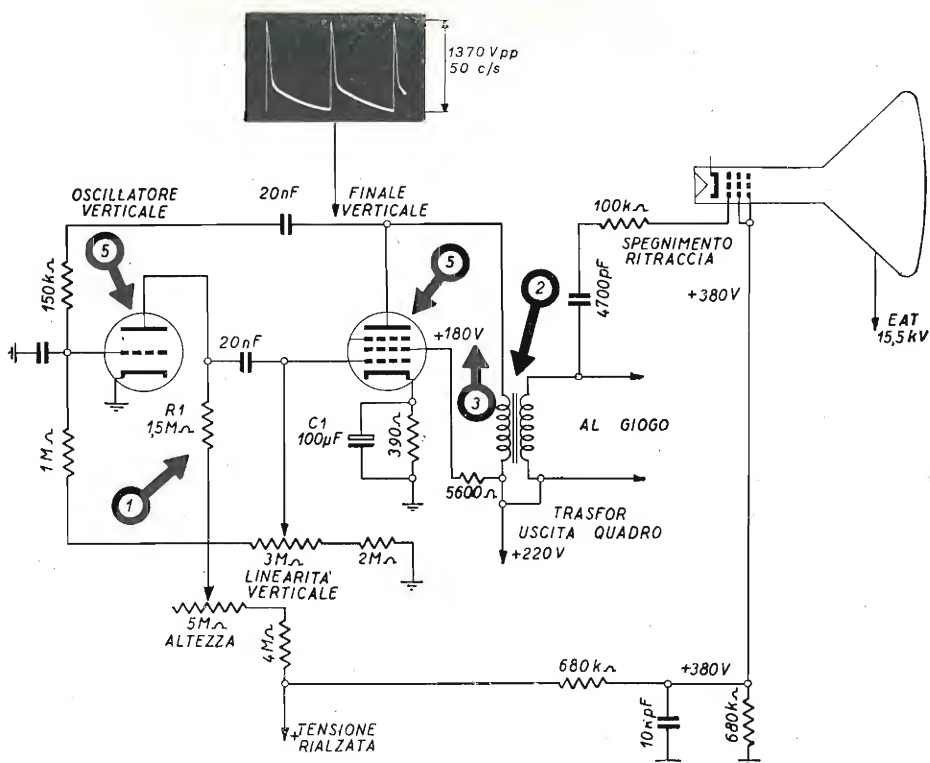 1370 Vpp
50 c/s
OSCILLATORE
VERTICALE
20nF
FINALE
VERTICALE
100kΩ
SPEGNIMENTO
RITRACCIA
5
5
2
150kΩ
4700pF
+380V
EAT
15,5 kV
+180V
20nF
3
R1
1,5MΩ
C1
100µF
390Ω
AL GIOGO
1MΩ
1
5600Ω
TRASFOR
USCITA QUADRO
+220V
3MΩ
2MΩ
LINEARITA'
VERTICALE
5MΩ
ALTEZZA
4MΩ
680kΩ
+380V
680kΩ
+TENSIONE
RIALZATA